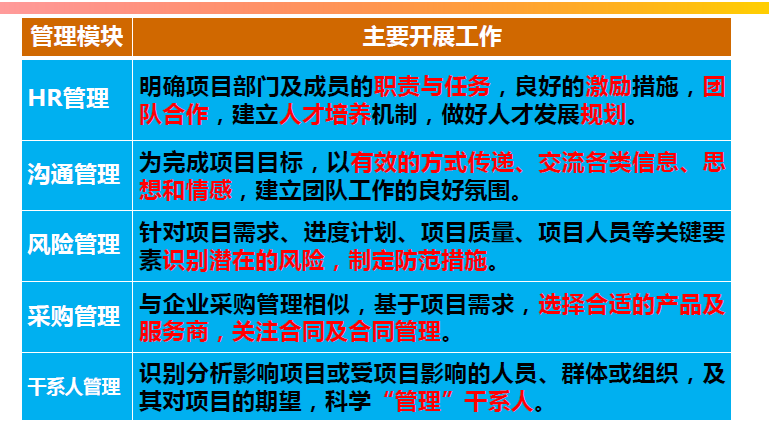 管理模块
主要开展工作
HR管理
明确项目部门及成员的职责与任务，良好的激励措施，团
队合作，建立人才培养机制，做好人才发展规划。
沟通管理
为完成项目目标，以有效的方式传递、交流各类信息、思
想和情感，建立团队工作的良好氛围。
风险管理
针对项目需求、进度计划、项目质量、项目人员等关键要
素识别潜在的风险，制定防范措施。
采购管理
与企业采购管理相似，基于项目需求，选择合适的产品及
服务商，关注合同及合同管理。
干系人管理
识别分析影响项目或受项目影响的人员、群体或组织，及
其对项目的期望，科学“管理”干系人。